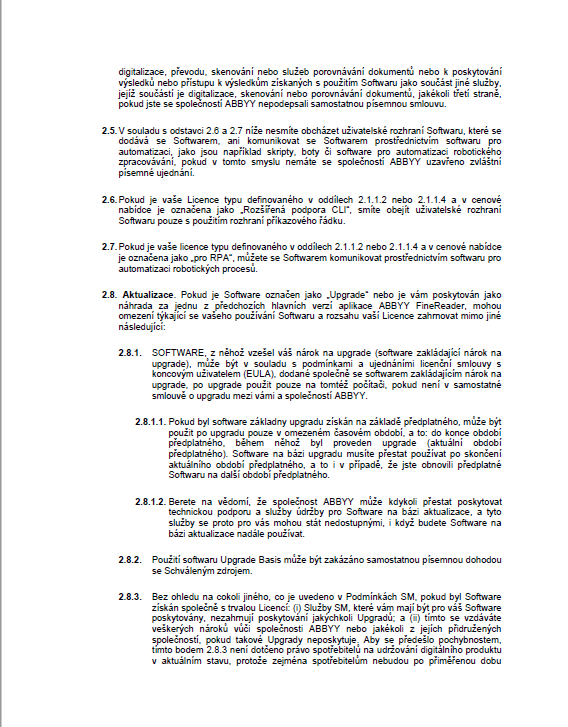 digitalizace, převodu, skenování nebo služeb porovnávání dokumentů nebo k poskytování
výsledků nebo přístupu k výsledkům získaných s použitím Softwaru jako součást jiné služby,
jejíž součástí je digitalizace, skenování nebo porovnávání dokumentů, jakékoli třetí straně,
pokud jste se společností ABBYY nepodepsali samostatnou písemnou smlouvu.
2.5. V souladu s odstavci 2.6 a 2.7 níže nesmíte obcházet uživatelské rozhraní Softwaru, které se
dodává se Softwarem, ani komunikovat se Softwarem prostřednictvím softwaru pro
automatizaci, jako jsou například skripty, boty či software pro automatizaci robotického
zpracovávání, pokud v tomto smyslu nemáte se společností ABBYY uzavřeno zvláštní
písemné ujednání.
2.6. Pokud je vaše Licence typu definovaného v oddílech 2.1.1.2 nebo 2.1.1.4 a v cenové
nabídce je označena jako „Rozšířená podpora CLI“, smíte obejít uživatelské rozhraní
Softwaru pouze s použitím rozhraní příkazového řádku.
2.7. Pokud je vaše licence typu definovaného v oddílech 2.1.1.2 nebo 2.1.1.4 a v cenové nabídce
je označena jako „pro RPA“, můžete se Softwarem komunikovat prostřednictvím softwaru pro
automatizaci robotických procesů.
2.8. Aktualizace. Pokud je Software označen jako „Upgrade“ nebo je vám poskytován jako
náhrada za jednu z předchozích hlavních verzí aplikace ABBYY FineReader, mohou
omezení týkající se vašeho používání Softwaru a rozsahu vaší Licence zahrnovat mimo jiné
následující:
2.8.1. SOFTWARE, z něhož vzešel váš nárok na upgrade (software zakládající nárok na
upgrade), může být v souladu s podmínkami a ujednáními licenční smlouvy s
koncovým uživatelem (EULA), dodané společně se softwarem zakládajícím nárok na
upgrade, po upgrade použit pouze na tomtéž počítači, pokud není v samostatné
smlouvě o upgradu mezi vámi a společností ABBYY.
2.8.1.1. Pokud byl software základny upgradu získán na základě předplatného, může být
použit po upgradu pouze v omezeném časovém období, a to: do konce období
předplatného, během něhož byl proveden upgrade (aktuální období
předplatného). Software na bázi upgradu musíte přestat používat po skončení
aktuálního období předplatného, a to i v případě, že jste obnovili předplatné
Softwaru na další období předplatného.
2.8.1.2. Berete na vědomí, že společnost ABBYY může kdykoli přestat poskytovat
technickou podporu a služby údržby pro Software na bázi aktualizace, a tyto
služby se proto pro vás mohou stát nedostupnými, i když budete Software na
bázi aktualizace nadále používat.
2.8.2. Použití softwaru Upgrade Basis může být zakázáno samostatnou písemnou dohodou
se Schváleným zdrojem.
2.8.3. Bez ohledu na cokoli jiného, co je uvedeno v Podmínkách SM, pokud byl Software
získán společně s trvalou Licencí: (i) Služby SM, které vám mají být pro váš Software
poskytovány, nezahrnují poskytování jakýchkoli Upgradů; a (ii) tímto se vzdáváte
veškerých nároků vůči společnosti ABBYY nebo jakékoli z jejích přidružených
společností, pokud takové Upgrady neposkytuje. Aby se předešlo pochybnostem,
tímto bodem 2.8.3 není dotčeno právo spotřebitelů na udržování digitálního produktu
v aktuálním stavu, protože zejména spotřebitelům nebudou po přiměřenou dobu